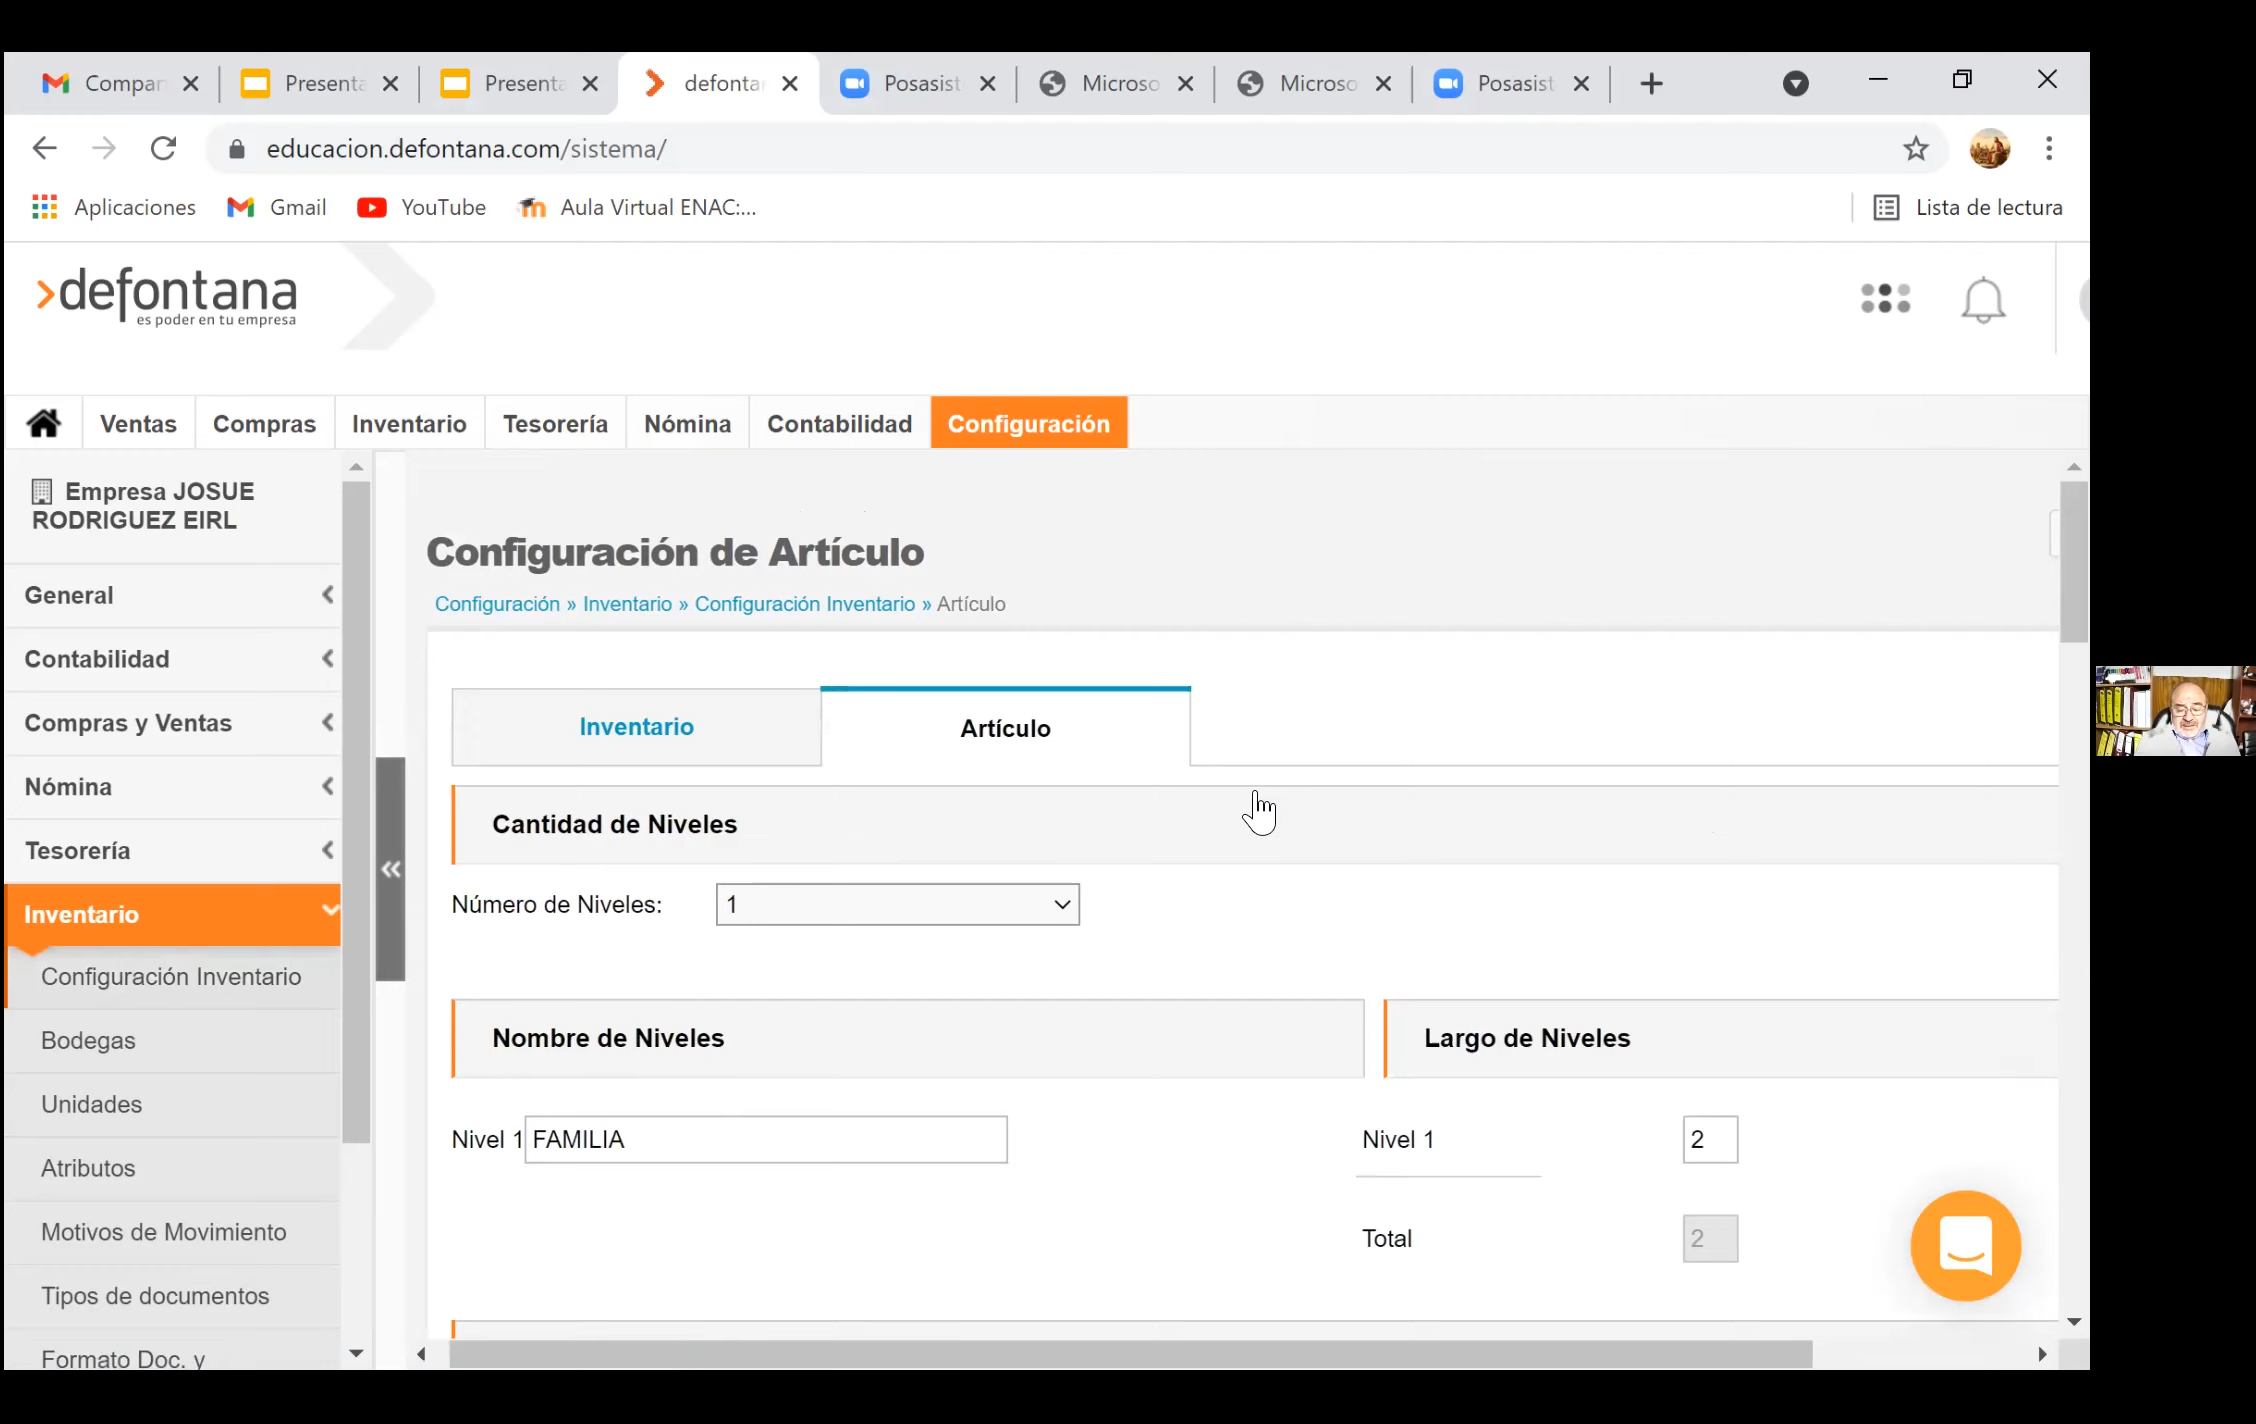 Compar
Presenta
Presenta
defontar
Posasist
Microso
Microso
Posasist
educacion.defontana.com/sistema/
Aplicaciones
Gmail
YouTube
Aula Virtual ENAC:...
Lista de lectura
defontana
es poder en tu empresa
Ventas
Compras
Inventario
Tesorería
Nómina
Contabilidad
Configuración
Empresa JOSUE
RODRIGUEZ EIRL
General
Contabilidad
Compras y Ventas
Nómina
Tesorería
Inventario
Configuración Inventario
Bodegas
Unidades
Atributos
Motivos de Movimiento
Tipos de documentos
Formato Doc. y
Configuración de Artículo
Configuración » Inventario » Configuración Inventario » Artículo
Inventario
Artículo
Cantidad de Niveles
Número de Niveles: 1
Nombre de Niveles
Largo de Niveles
Nivel 1 FAMILIA
Nivel 1 2
Total 2